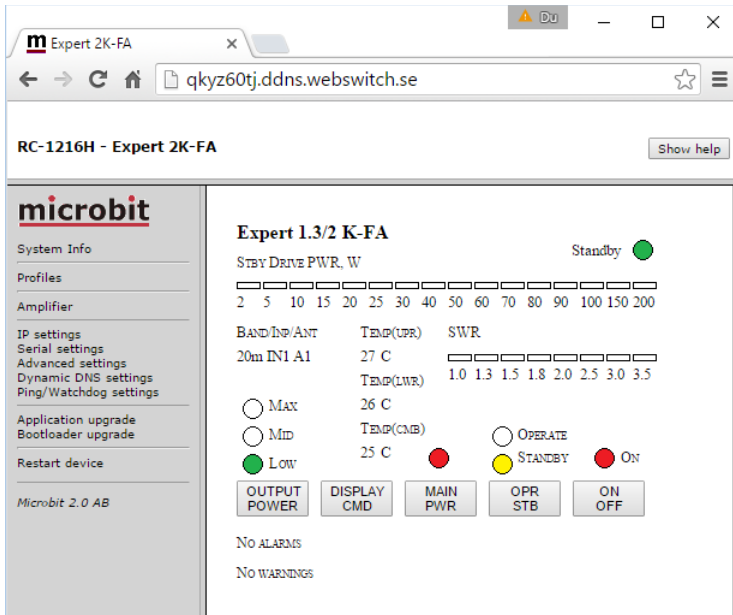 Du
m Expert 2K-FA
qkyz60tj.ddns.webswitch.se
RC-1216H - Expert 2K-FA
Show help
microbit
System Info
Profiles
Amplifier
IP settings
Serial settings
Advanced settings
Dynamic DNS settings
Ping/Watchdog settings
Application upgrade
Bootloader upgrade
Restart device
Microbit 2.0 AB
Expert 1.3/2 K-FA
Standby
STBY DRIVE PWR, W
2 5 10 15 20 25 30 40 50 60 70 80 90 100 150 200
BAND/INP/ANT TEMP(UPR) SWR
20m IN1 A1 27 C
1.0 1.3 1.5 1.8 2.0 2.5 3.0 3.5
TEMP(LWR)
MAX 26 C
MID TEMP(CMB) OPERATE
LOW 25 C STANDBY ON
OUTPUT POWER
DISPLAY CMD
MAIN PWR
OPR STB
ON OFF
NO ALARMS
NO WARNINGS